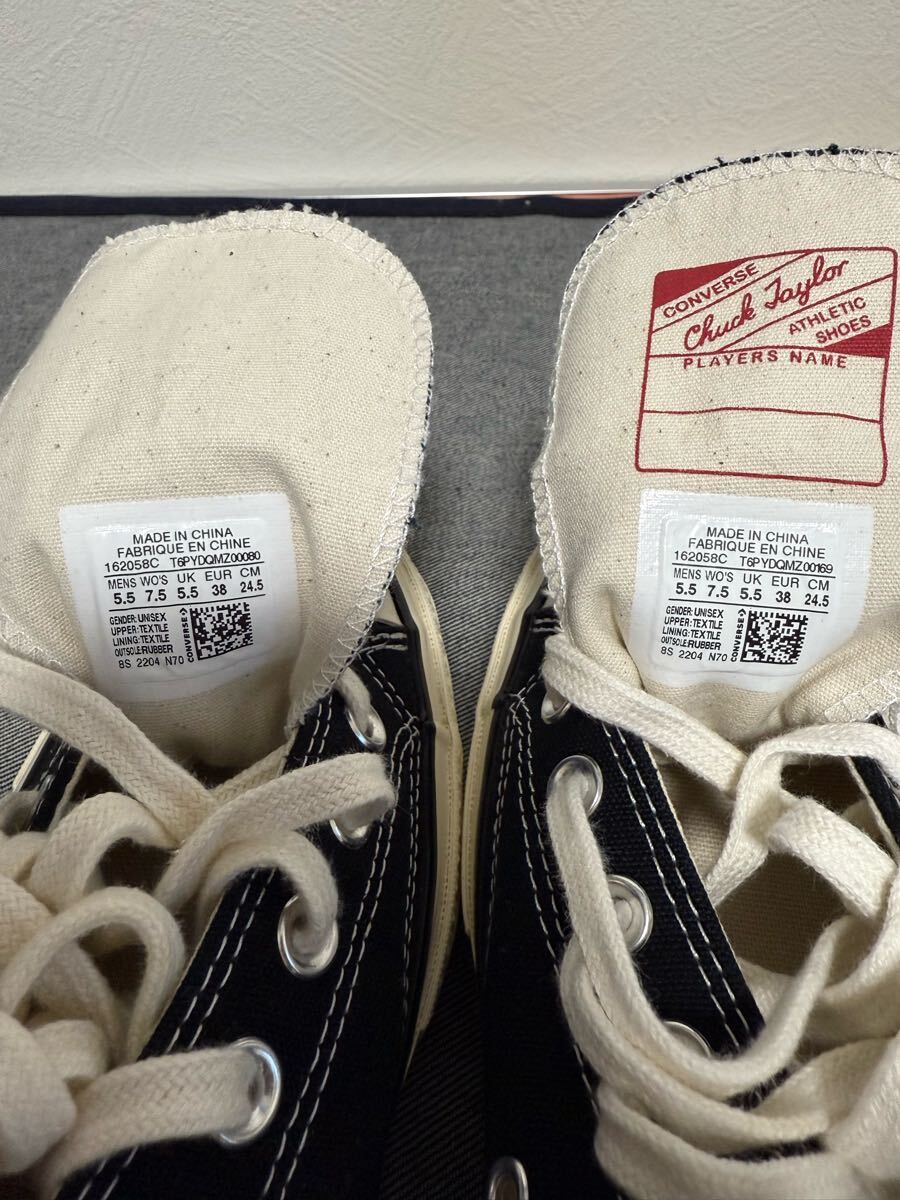 MADE IN CHINA
FABRIQUE EN CHINE
162058C T6PYDQMZ00080
MENS WO'S UK EUR CM
5.5 7.5 5.5 38 24.5
GENDER:UNISEX
UPPER:TEXTILE
LINING:TEXTILE
OUTSOLE:RUBBER
8S 2204 N70
CONVERSE
CONVERSE
Chuck Taylor
ATHLETIC
SHOES
PLAYERS NAME
MADE IN CHINA
FABRIQUE EN CHINE
162058C T6PYDQMZ00169
MENS WO'S UK EUR CM
5.5 7.5 5.5 38 24.5
GENDER:UNISEX
UPPER:TEXTILE
LINING:TEXTILE
OUTSOLE:RUBBER
8S 2204 N70
CONVERSE